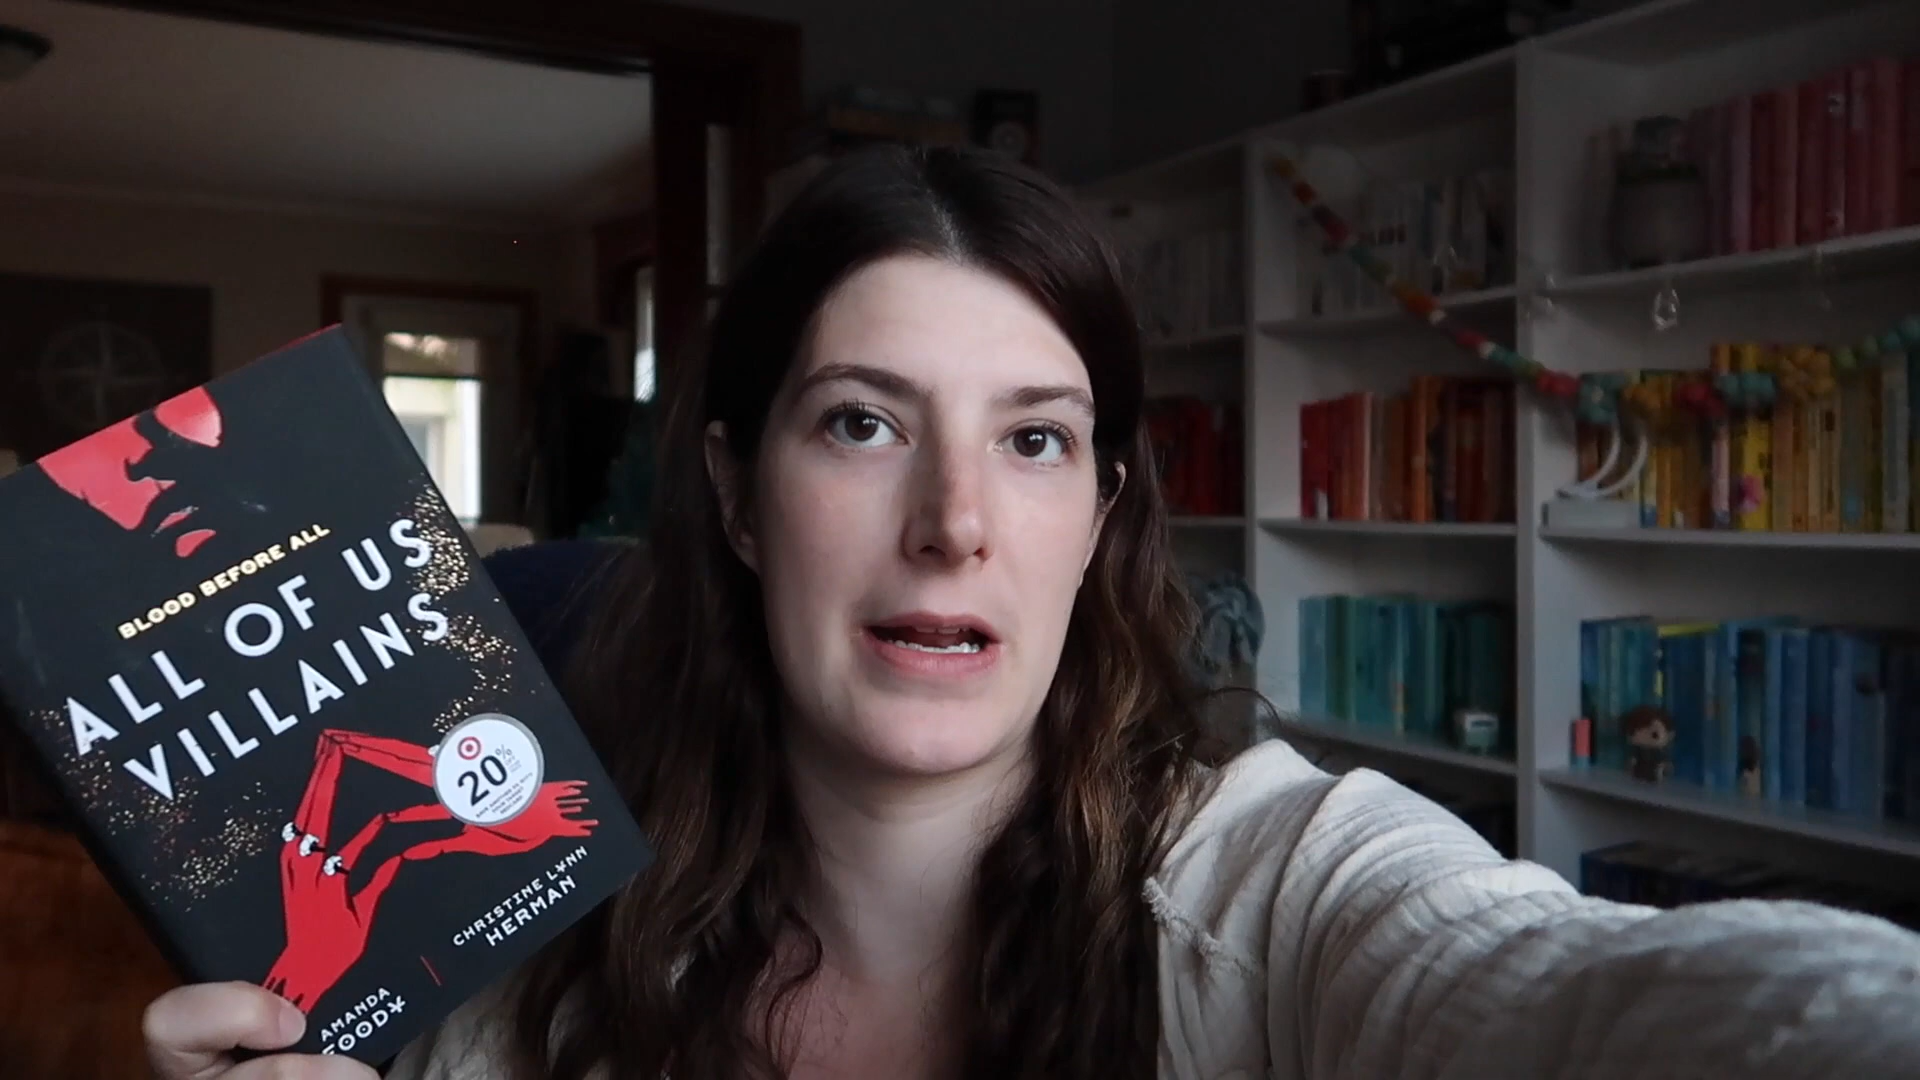 BLOOD BEFORE ALL
ALL OF US
VILLAINS
20%
CHRISTINE LYNN
HERMAN
AMANDA
FOODY